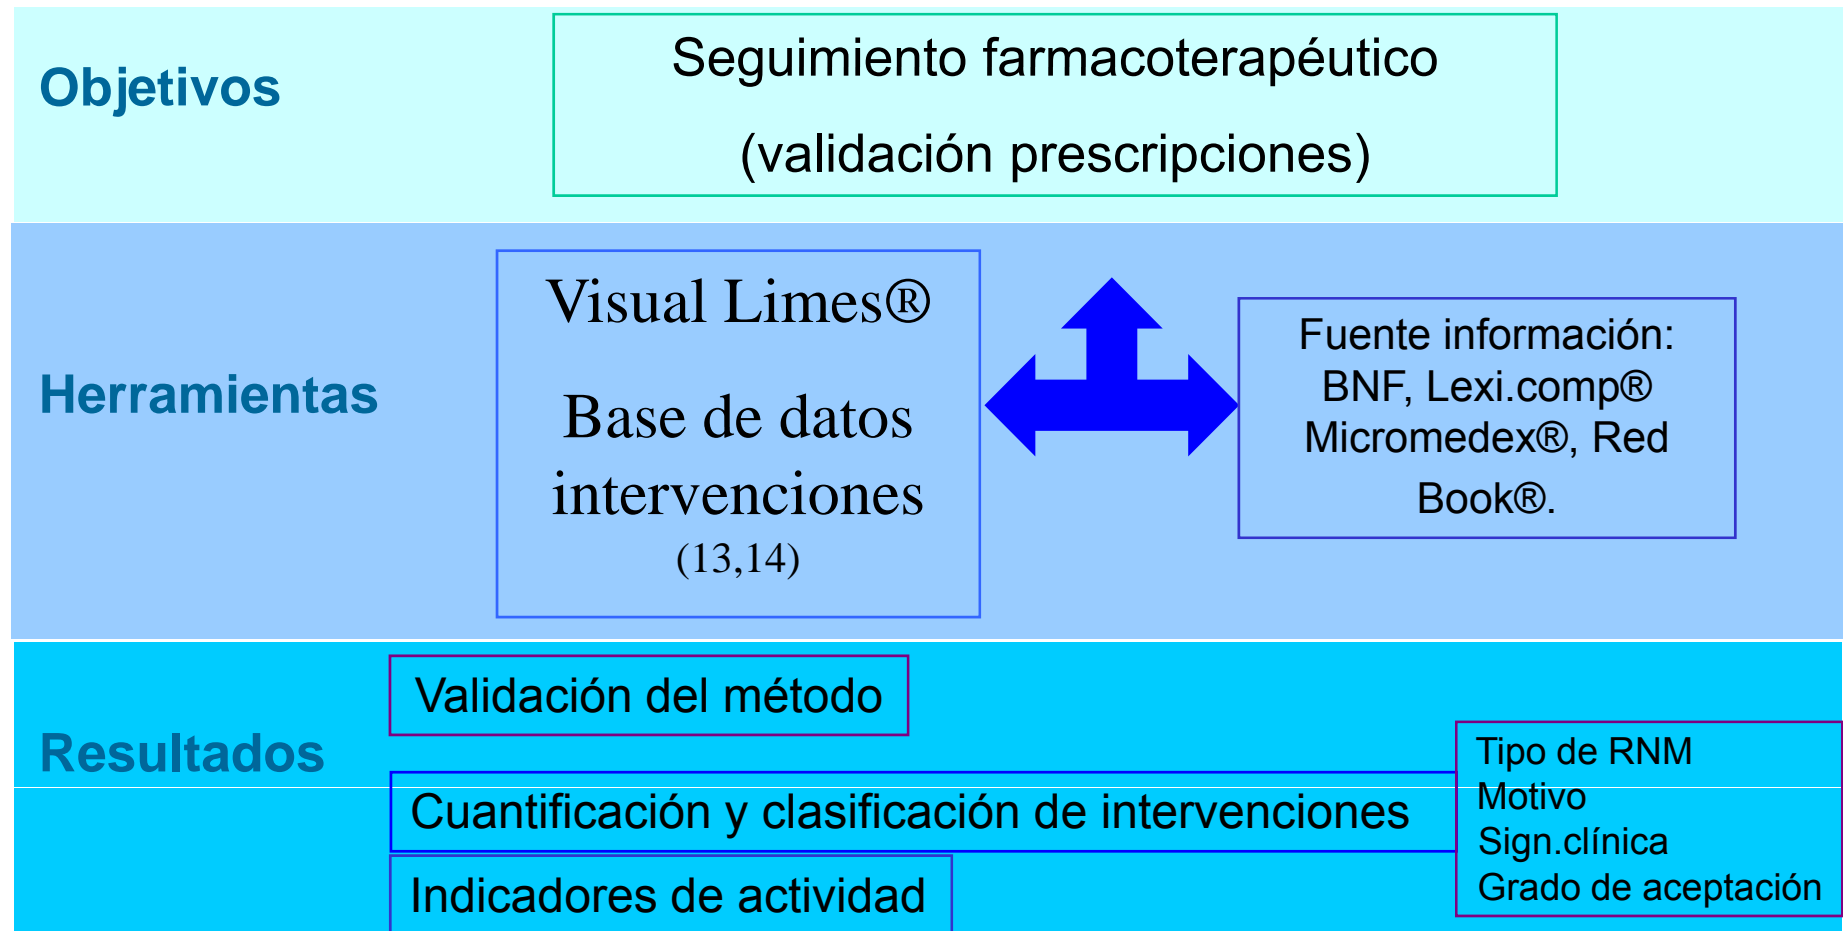 Objetivos
Seguimiento farmacoterapéutico
(validación prescripciones)
Herramientas
Visual Limes®
Base de datos
intervenciones
(13,14)
Fuente información:
BNF, Lexi.comp®
Micromedex®, Red
Book®.
Resultados
Validación del método
Cuantificación y clasificación de intervenciones
Indicadores de actividad
Tipo de RNM
Motivo
Sign.clínica
Grado de aceptación